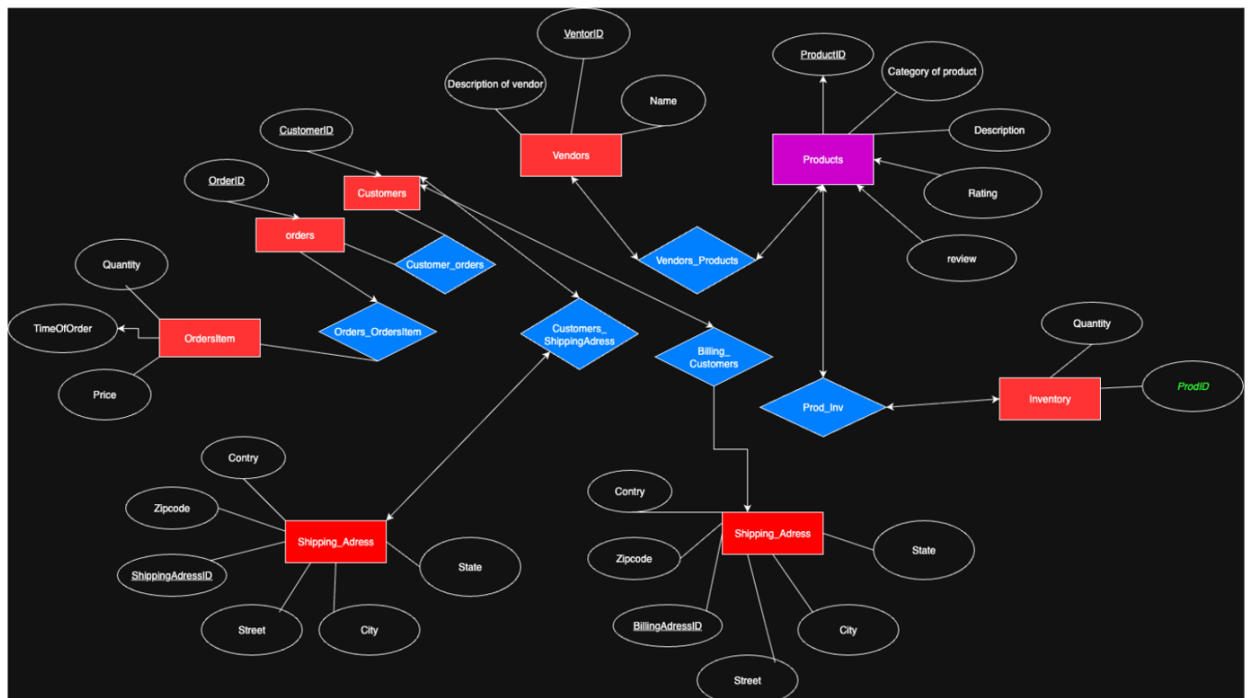 VentorID
ProductID
Category of product
Description of vendor
Name
CustomerID
Description
Vendors
Products
OrderID
Customers
Rating
orders
Quantity
Customer_orders
Vendors_Products
review
TimeOfOrder
OrdersItem
Orders_OrdersItem
Customers_
ShippingAdress
Quantity
Billing_
Customers
ProdID
Price
Prod_Inv
Inventory
Contry
Contry
Zipcode
Shipping_Adress
Shipping_Adress
State
Zipcode
State
ShippingAdressID
Street
City
BillingAdressID
City
Street